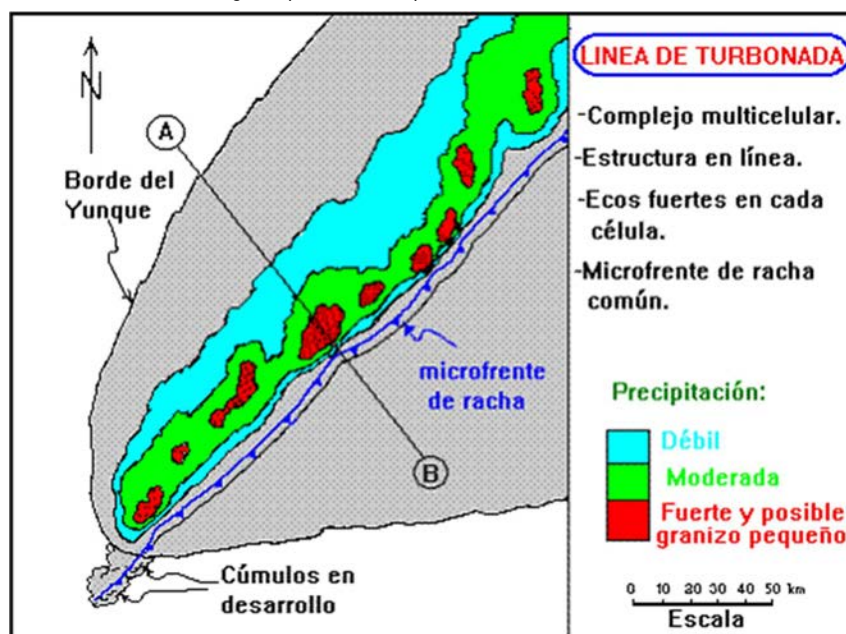 LINEA DE TURBONADA
N
A
Borde del
Yunque
-Complejo multicelular.
-Estructura en línea.
-Ecos fuertes en cada
célula.
-Microfrente de racha
común.
microfrente
de racha
B
Cúmulos en
desarrollo
Precipitación:
Débil
Moderada
Fuerte y posible
granizo pequeño
0 10 20 30 40 50 km
Escala